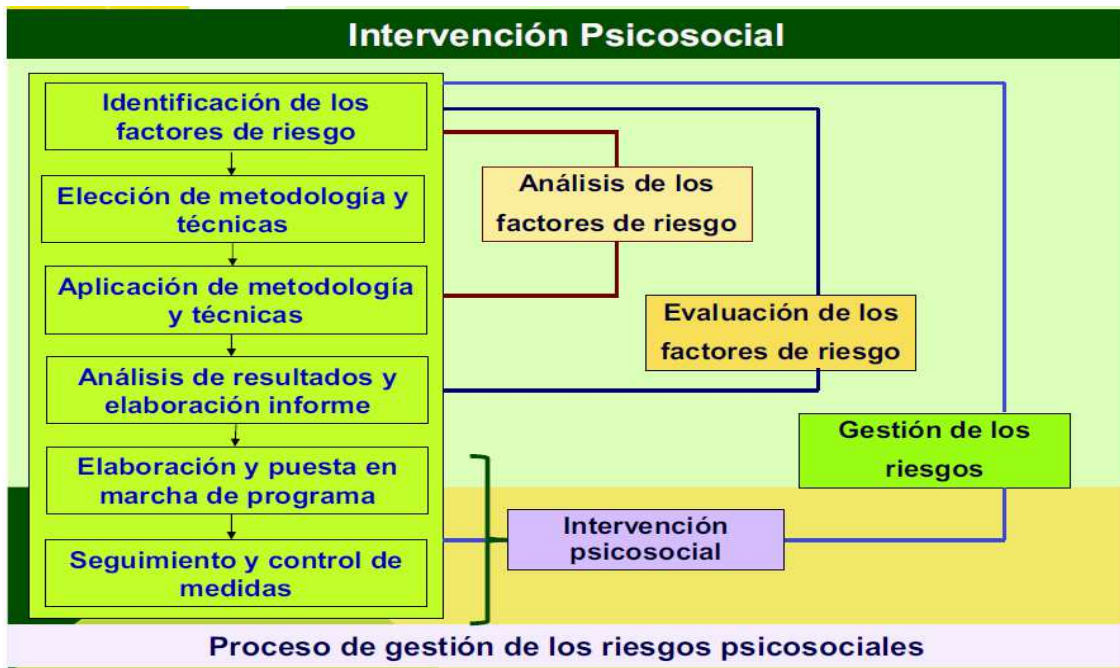 Intervención Psicosocial
Identificación de los
factores de riesgo
Elección de metodología y
técnicas
Aplicación de metodología
y técnicas
Análisis de resultados y
elaboración informe
Elaboración y puesta en
marcha de programa
Seguimiento y control de
medidas
Análisis de los
factores de riesgo
Evaluación de los
factores de riesgo
Gestión de los
riesgos
Intervención
psicosocial
Proceso de gestión de los riesgos psicosociales